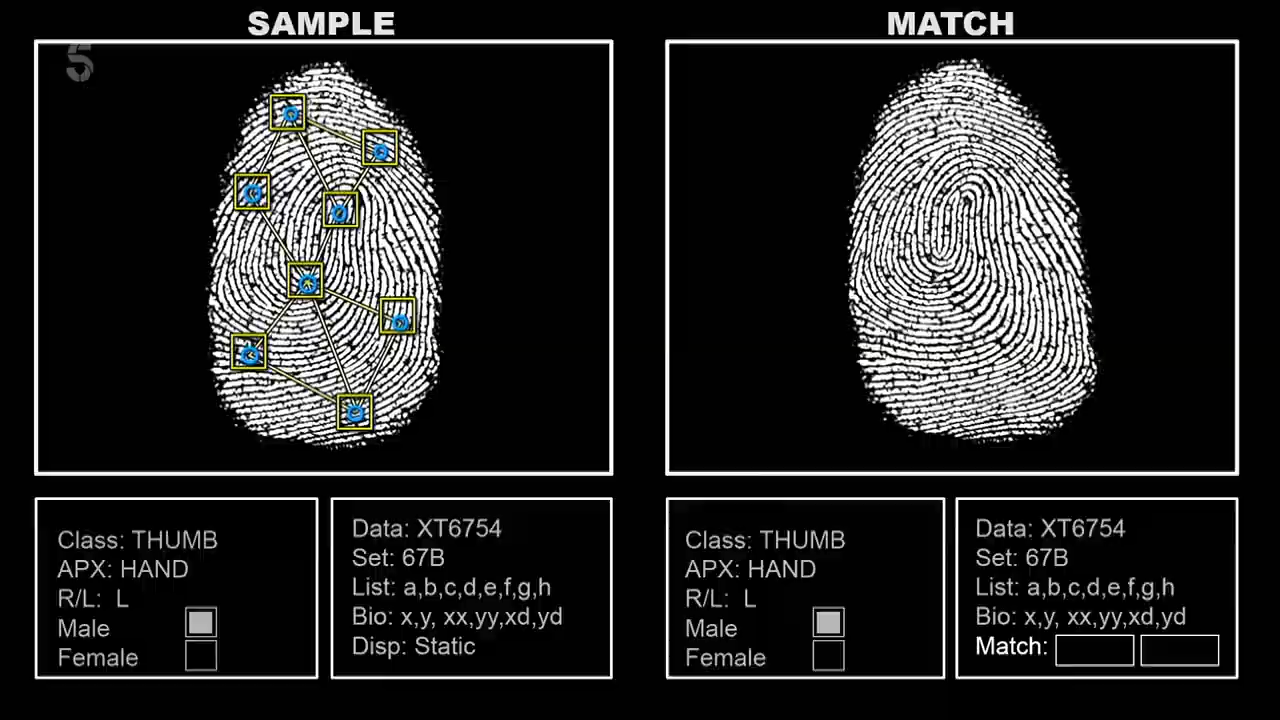 SAMPLE
MATCH
5
Class: THUMB
APX: HAND
R/L: L
Male
Female
Data: XT6754
Set: 67B
List: a,b,c,d,e,f,g,h
Bio: x,y, xx,yy,xd,yd
Disp: Static
Class: THUMB
APX: HAND
R/L: L
Male
Female
Data: XT6754
Set: 67B
List: a,b,c,d,e,f,g,h
Bio: x,y, xx,yy,xd,yd
Match: